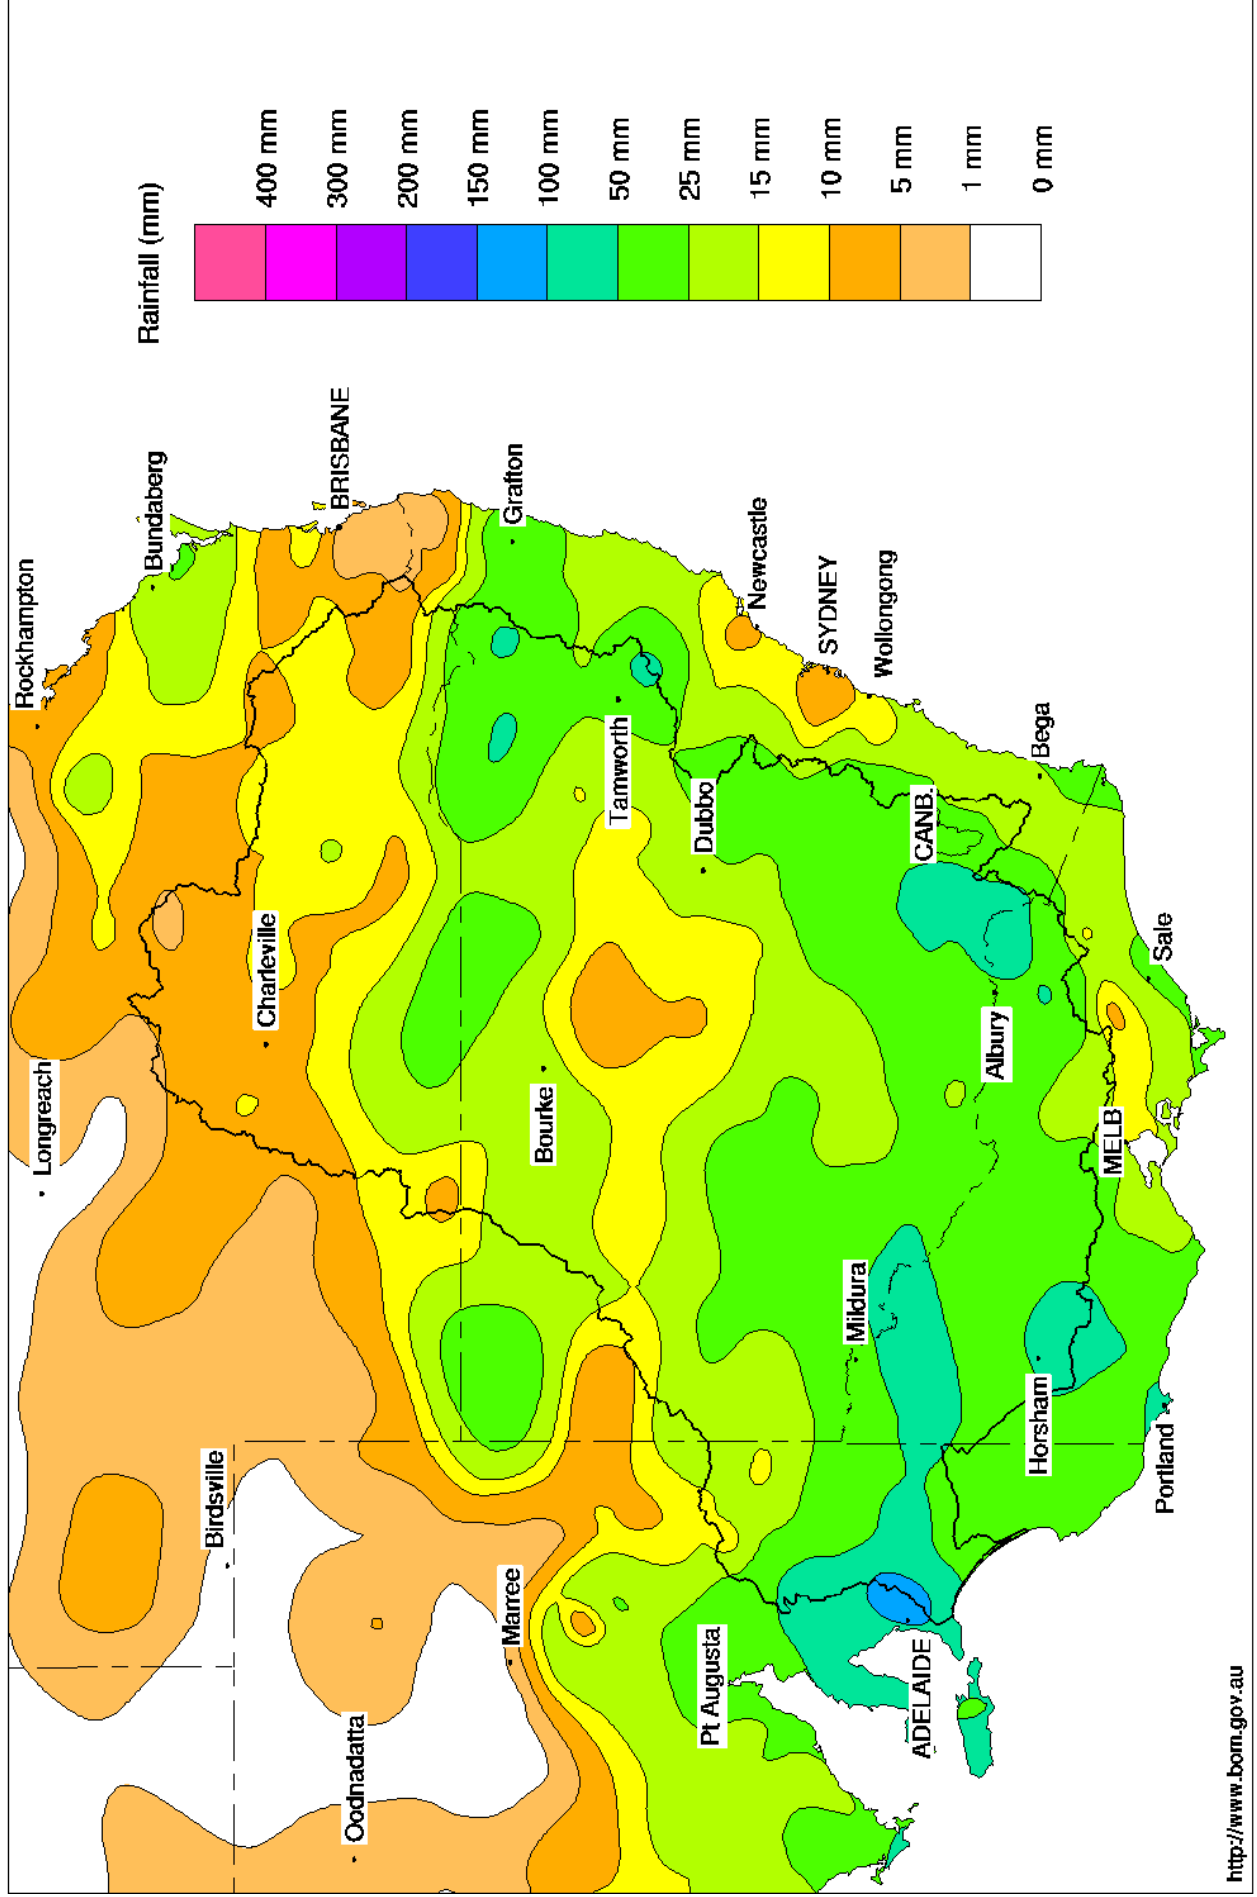 Rockhampton
Longreach
Bundaberg
Birdsville
BRISBANE
Charleville
Oodnadatta
Grafton
Bourke
Marree
Tamworth
Newcastle
Dubbo
Pt Augusta
SYDNEY
Mildura
Wollongong
CANB.
ADELAIDE
Albury
Bega
Horsham
MELB
Sale
Portland
Rainfall (mm)
400 mm
300 mm
200 mm
150 mm
100 mm
50 mm
25 mm
15 mm
10 mm
5 mm
1 mm
0 mm
http://www.bom.gov.au